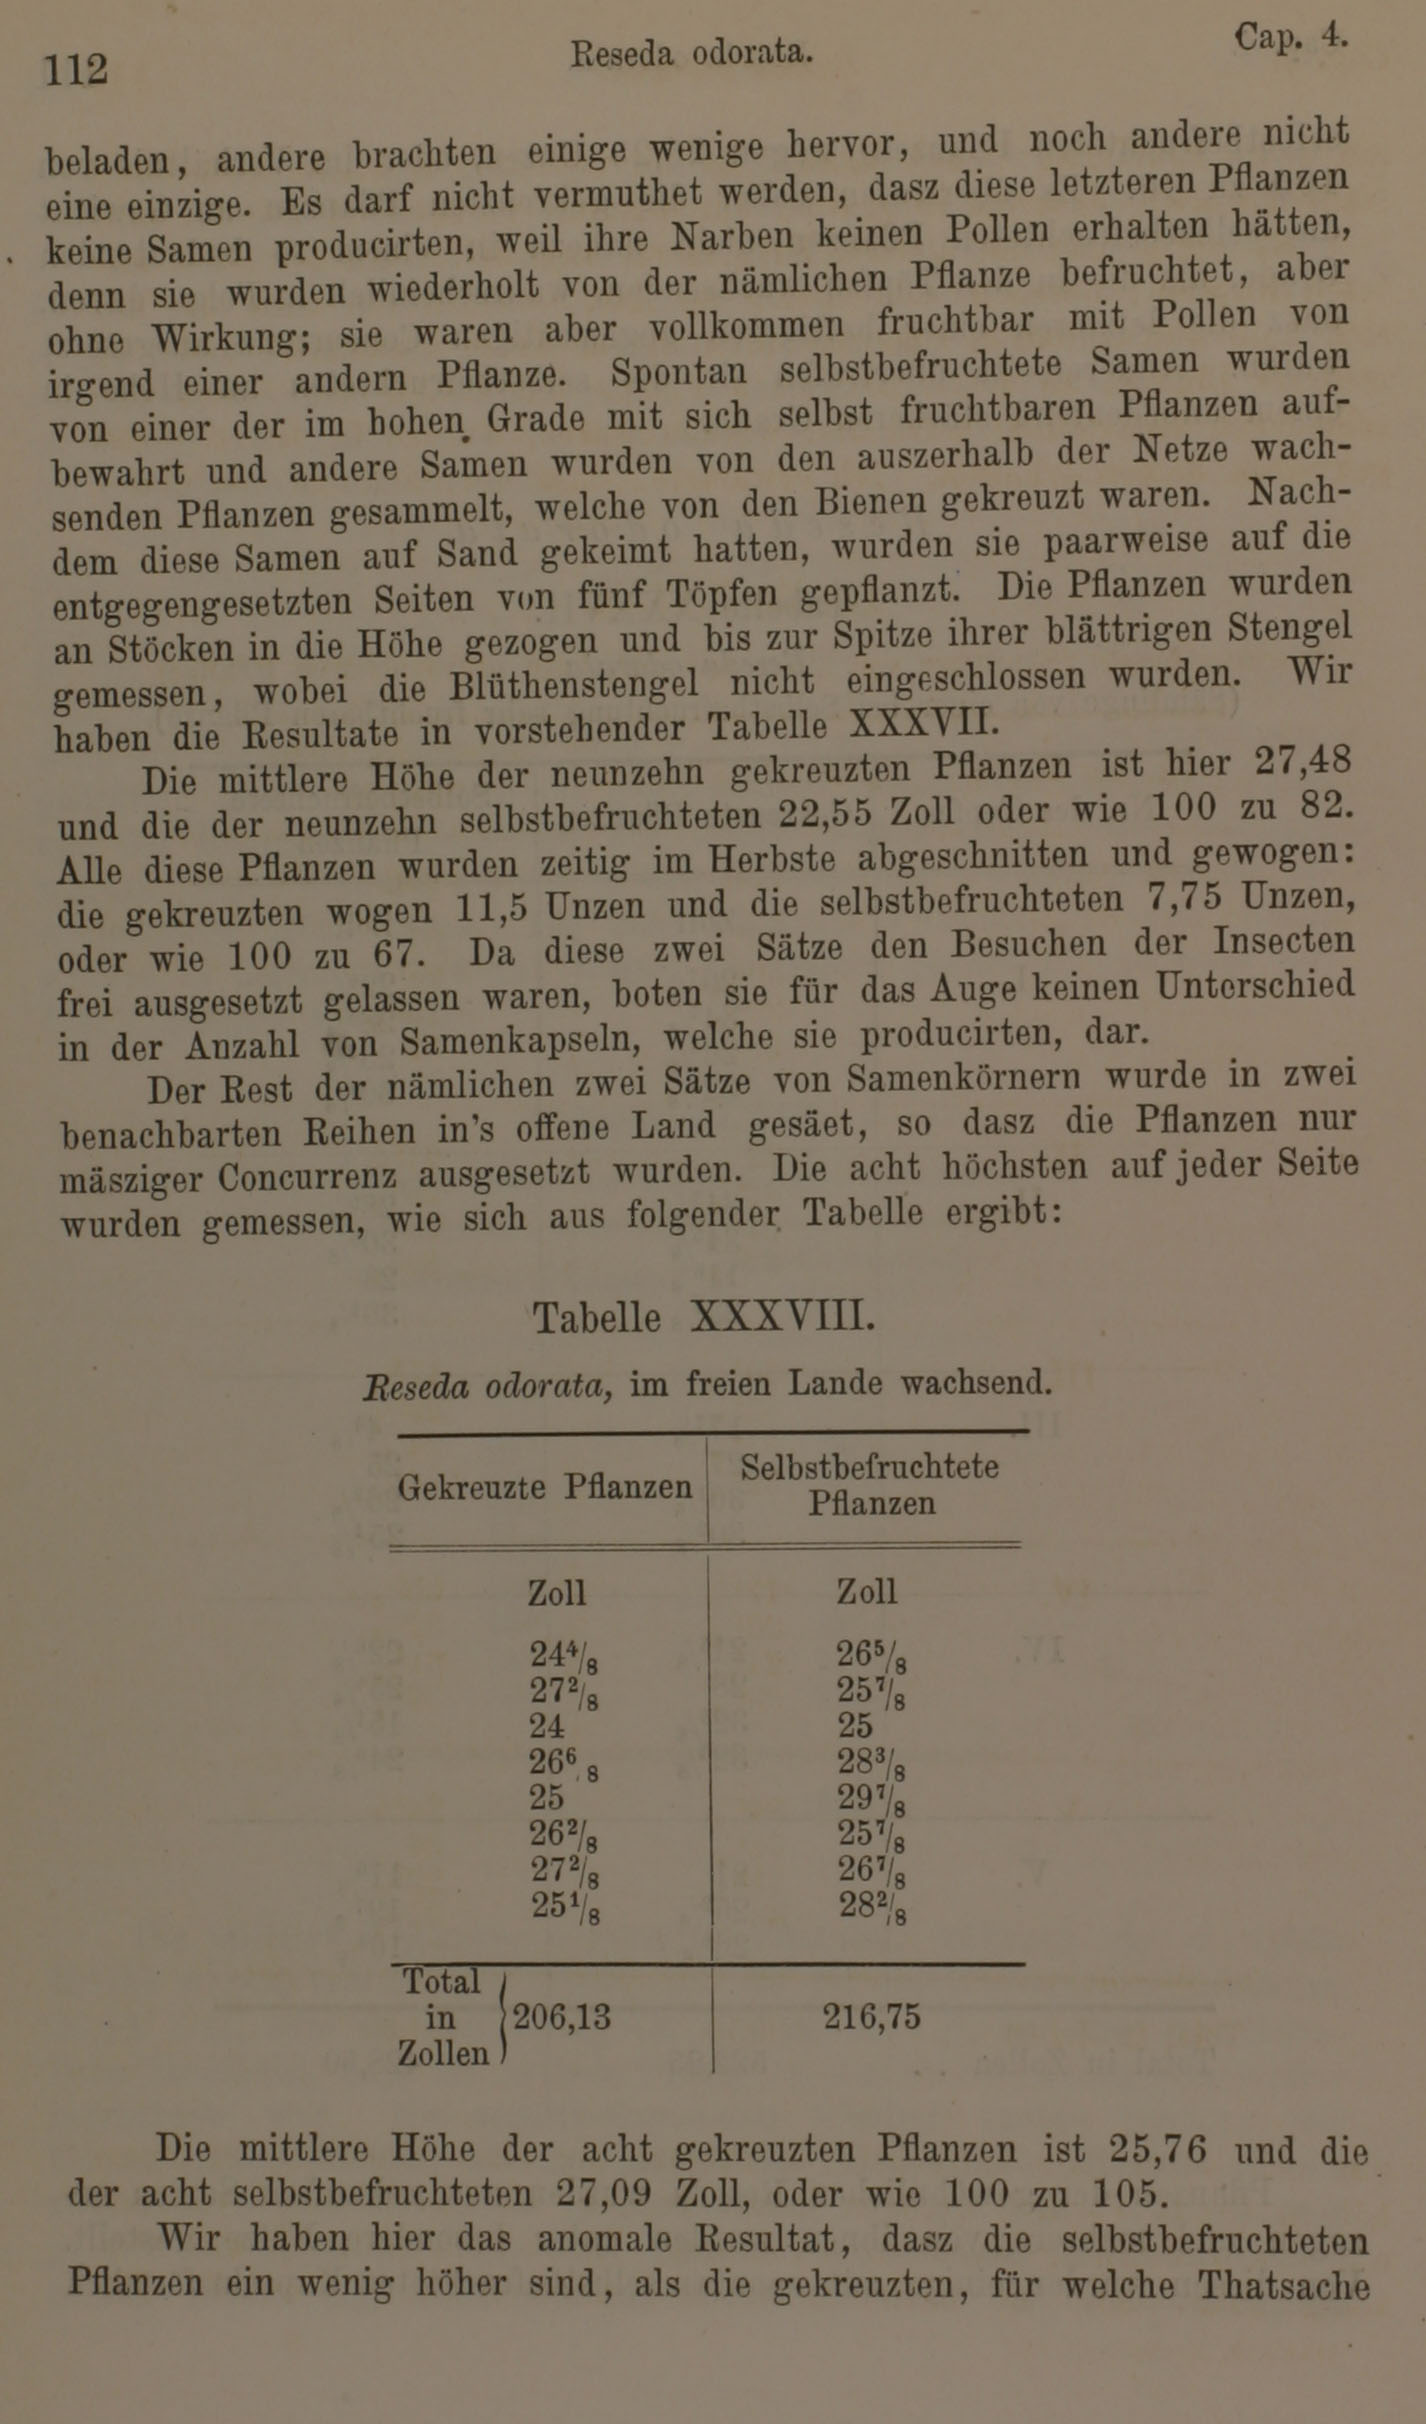 112 Reseda odorata. Cap. 4.
beladen, andere brachten einige wenige hervor, und noch andere nicht
eine einzige. Es darf nicht vermuthet werden, dasz diese letzteren Pflanzen
keine Samen producirten, weil ihre Narben keinen Pollen erhalten hätten,
denn sie wurden wiederholt von der nämlichen Pflanze befruchtet, aber
ohne Wirkung; sie waren aber vollkommen fruchtbar mit Pollen von
irgend einer andern Pflanze. Spontan selbstbefruchtete Samen wurden
von einer der im hohen Grade mit sich selbst fruchtbaren Pflanzen auf-
bewahrt und andere Samen wurden von den auszerhalb der Netze wach-
senden Pflanzen gesammelt, welche von den Bienen gekreuzt waren. Nach-
dem diese Samen auf Sand gekeimt hatten, wurden sie paarweise auf die
entgegengesetzten Seiten von fünf Töpfen gepflanzt. Die Pflanzen wurden
an Stöcken in die Höhe gezogen und bis zur Spitze ihrer blättrigen Stengel
gemessen, wobei die Blüthenstengel nicht eingeschlossen wurden. Wir
haben die Resultate in vorstehender Tabelle XXXVII.
Die mittlere Höhe der neunzehn gekreuzten Pflanzen ist hier 27,48
und die der neunzehn selbstbefruchteten 22,55 Zoll oder wie 100 zu 82.
Alle diese Pflanzen wurden zeitig im Herbste abgeschnitten und gewogen:
die gekreuzten wogen 11,5 Unzen und die selbstbefruchteten 7,75 Unzen,
oder wie 100 zu 67. Da diese zwei Sätze den Besuchen der Insecten
frei ausgesetzt gelassen waren, boten sie für das Auge keinen Unterschied
in der Anzahl von Samenkapseln, welche sie producirten, dar.
Der Rest der nämlichen zwei Sätze von Samenkörnern wurde in zwei
benachbarten Reihen in's offene Land gesäet, so dasz die Pflanzen nur
mäsziger Concurrenz ausgesetzt wurden. Die acht höchsten auf jeder Seite
wurden gemessen, wie sich aus folgender Tabelle ergibt:
Tabelle XXXVIII.
Reseda odorata, im freien Lande wachsend.
Gekreuzte Pflanzen Selbstbefruchtete
Pflanzen
Zoll Zoll
24⁴/₈ 26⁵/₈
27²/₈ 25⁷/₈
24 25
26⁶ ₈ 28³/₈
25 29⁷/₈
26²/₈ 25⁷/₈
27²/₈ 26⁷/₈
25¹/₈ 28²/₈
Total
in 206,13 216,75
Zollen
Die mittlere Höhe der acht gekreuzten Pflanzen ist 25,76 und die
der acht selbstbefruchteten 27,09 Zoll, oder wie 100 zu 105.
Wir haben hier das anomale Resultat, dasz die selbstbefruchteten
Pflanzen ein wenig höher sind, als die gekreuzten, für welche Thatsache